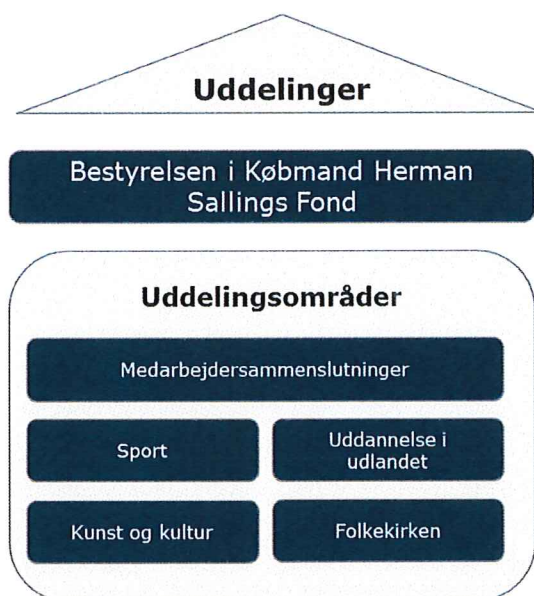 Uddelinger
Bestyrelsen i Købmand Herman
Sallings Fond
Uddelingsområder
Medarbejdersammenslutninger
Sport
Uddannelse i
udlandet
Kunst og kultur
Folkekirken